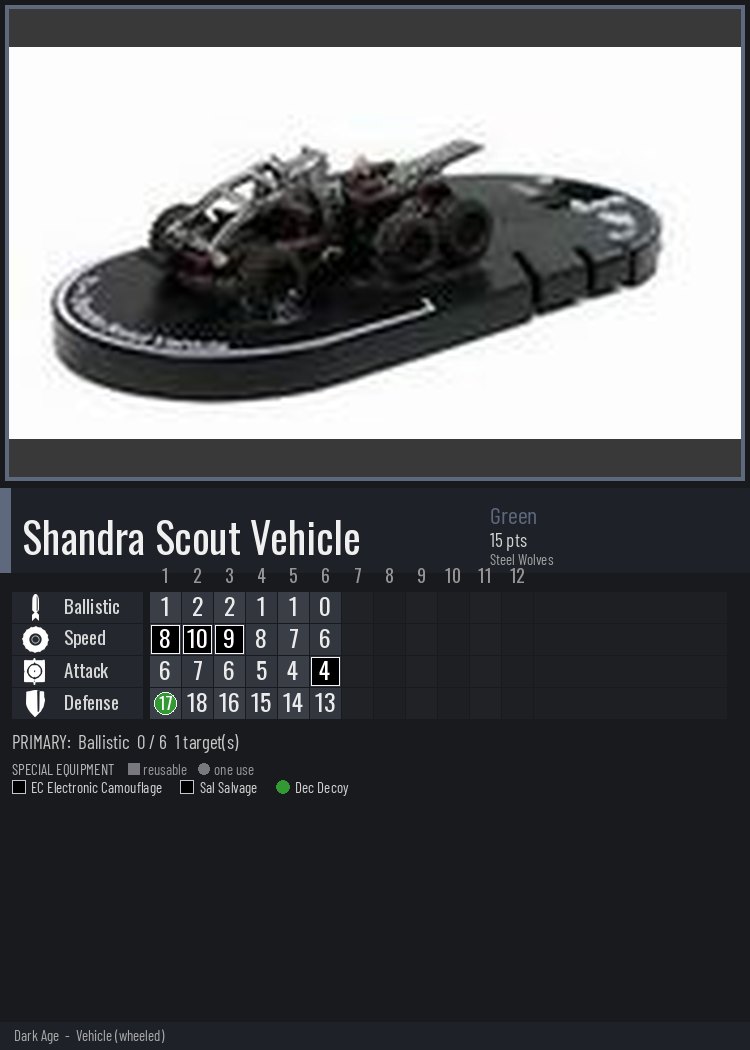 Shandra Scout Vehicle
Green
15 pts
Steel Wolves
1 2 3 4 5 6 7 8 9 10 11 12
Ballistic 1 2 2 1 1 0
Speed 8 10 9 8 7 6
Attack 6 7 6 5 4 4
Defense 17 18 16 15 14 13
PRIMARY: Ballistic 0 / 6 1 target(s)
SPECIAL EQUIPMENT reusable one use
EC Electronic Camouflage Sal Salvage Dec Decoy
Dark Age - Vehicle (wheeled)